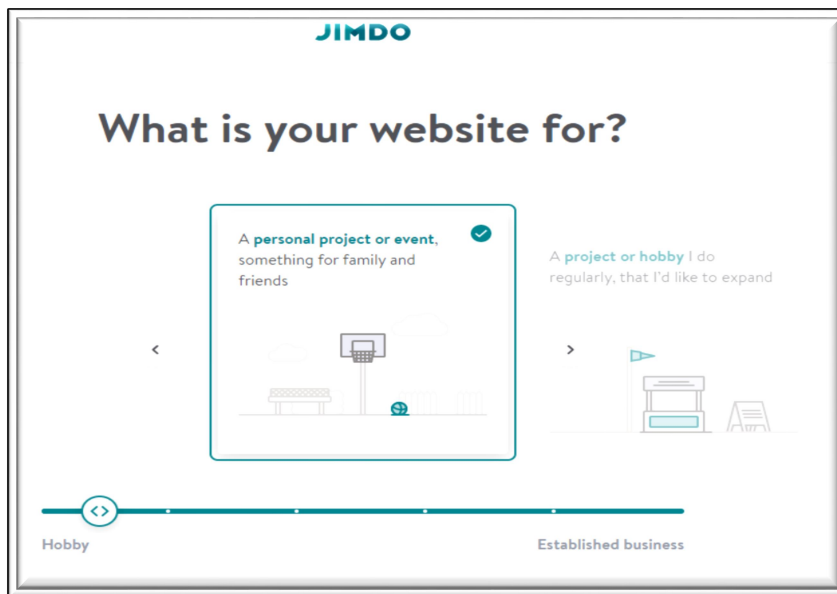 JIMDO
What is your website for?
A personal project or event,
something for family and
friends
A project or hobby I do
regularly, that I'd like to expand
Hobby
Established business